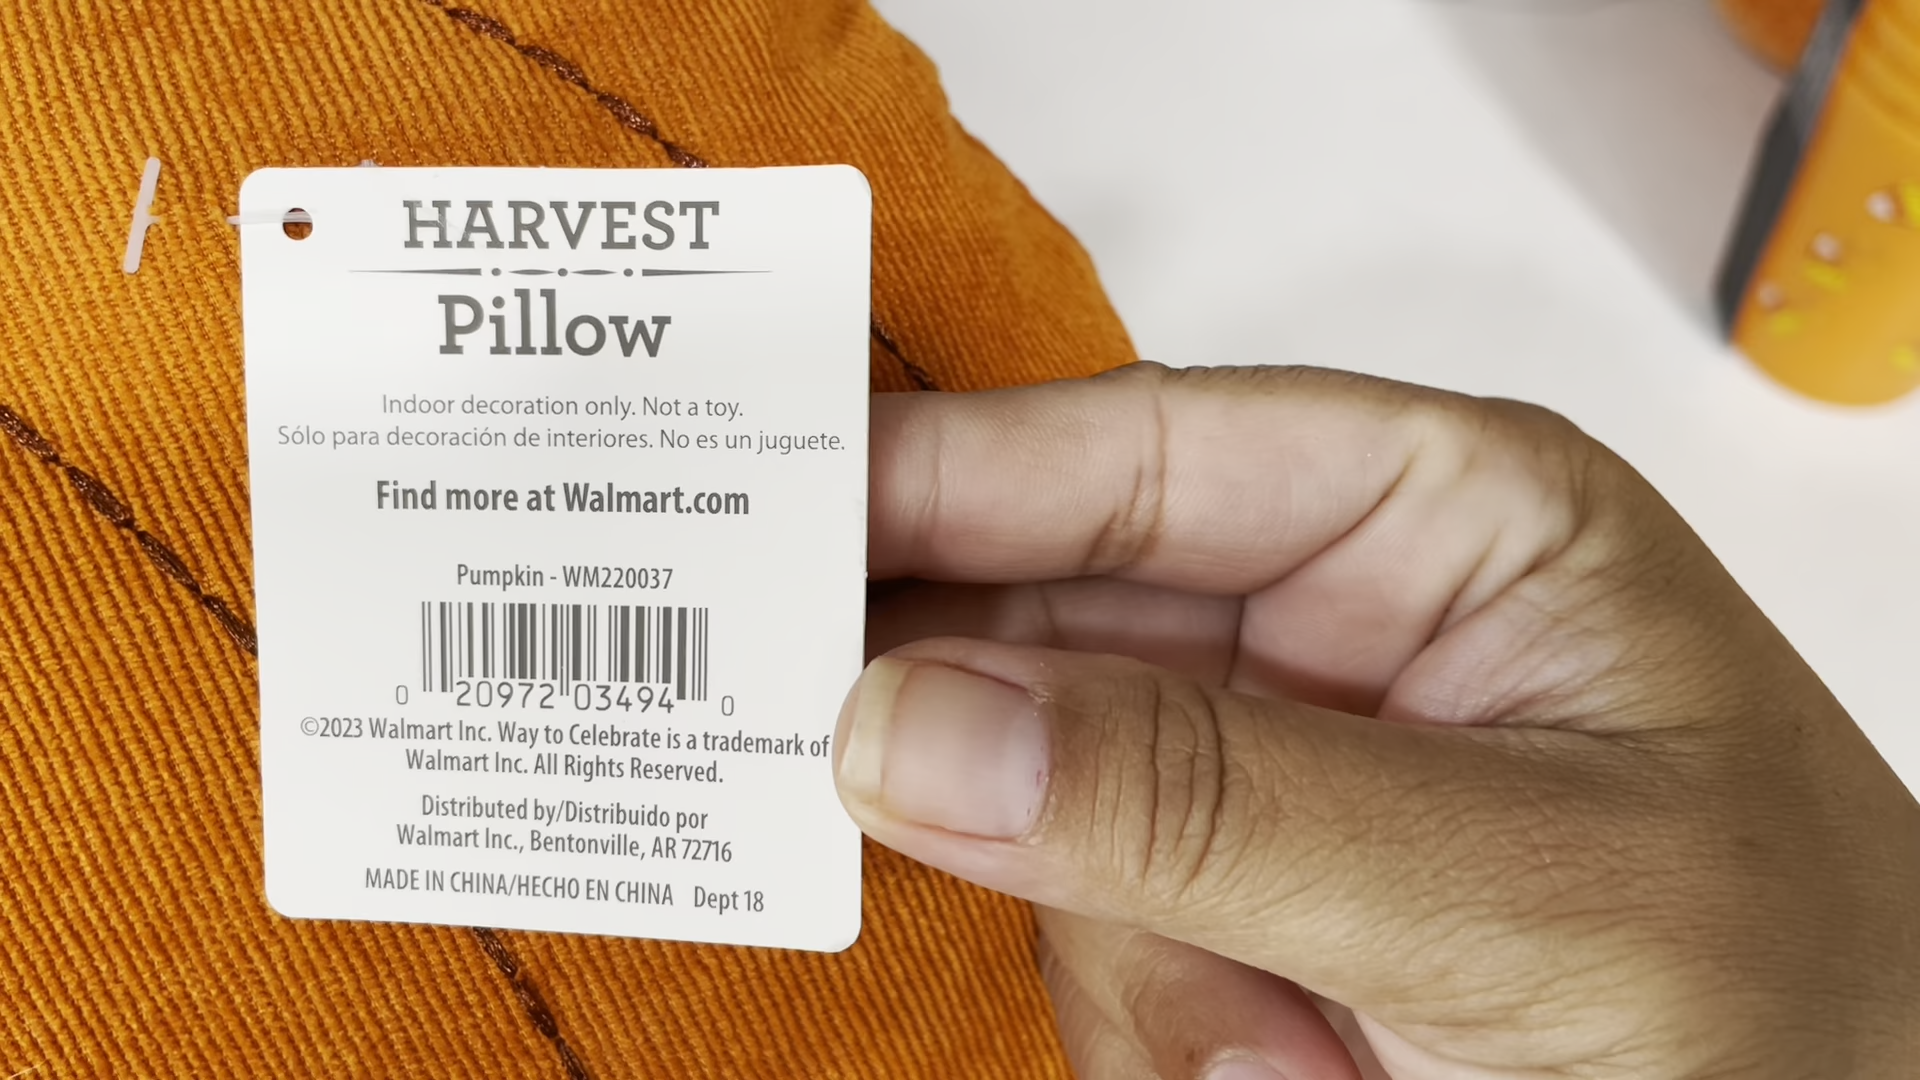 HARVEST
Pillow
Indoor decoration only. Not a toy.
Sólo para decoración de interiores. No es un juguete.
Find more at Walmart.com
Pumpkin - WM220037
0 20972 03494 0
©2023 Walmart Inc. Way to Celebrate is a trademark of
Walmart Inc. All Rights Reserved.
Distributed by/Distribuido por
Walmart Inc., Bentonville, AR 72716
MADE IN CHINA/HECHO EN CHINA Dept 18